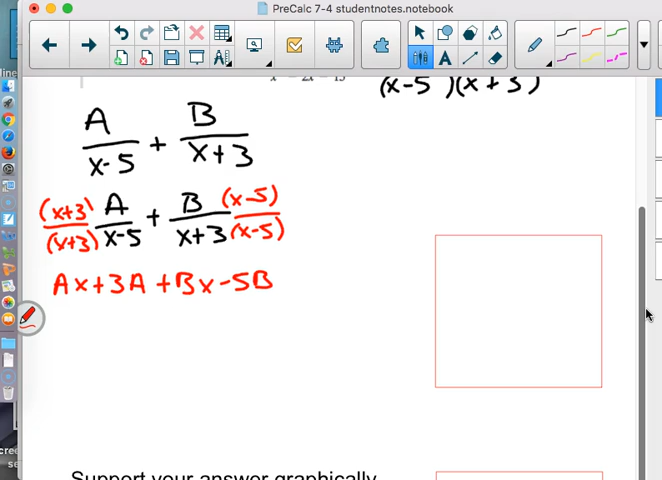 PreCalc 7-4 studentnotes.notebook
(x-5)(x+3)
A/(x-5) + B/(x+3)
(x+3)/(x+3) A/(x-5) + B/(x+3) (x-5)/(x-5)
Ax+3A +Bx-5B
Support your answer graphically